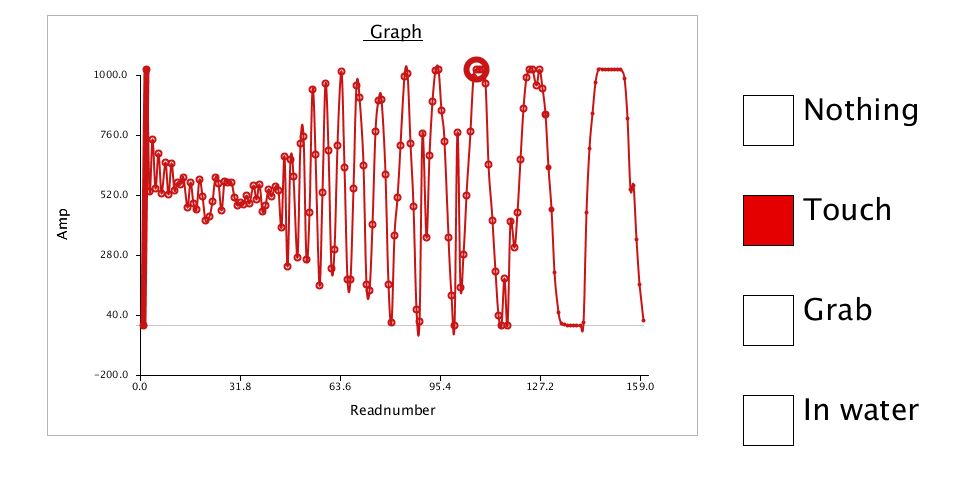 Graph
1000.0
760.0
520.0
280.0
40.0
-200.0
Amp
0.0 31.8 63.6 95.4 127.2 159.0
Readnumber
Nothing
Touch
Grab
In water